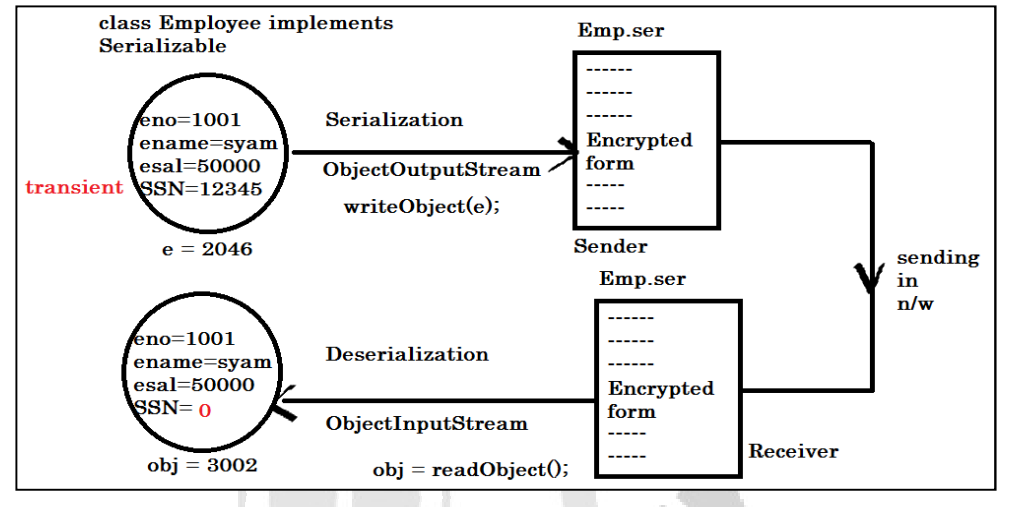 class Employee implements
Serializable
Emp.ser
eno=1001
ename=syam
esal=50000
transient SSN=12345
e = 2046
Serialization
ObjectOutputStream
writeObject(e);
------
------
------
Encrypted
form
-----
-----
Sender
sending
in
n/w
Emp.ser
------
------
------
Encrypted
form
-----
-----
Receiver
Deserialization
ObjectInputStream
obj = readObject();
eno=1001
ename=syam
esal=50000
SSN= 0
obj = 3002